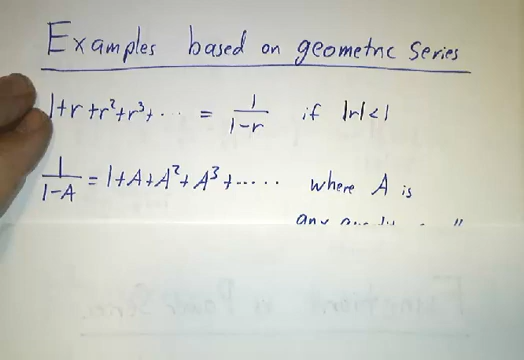 Examples based on geometric series
1+r+r²+r³+··· = 1/(1-r) if |r|<1
1/(1-A) = 1+A+A²+A³+····· where A is
any